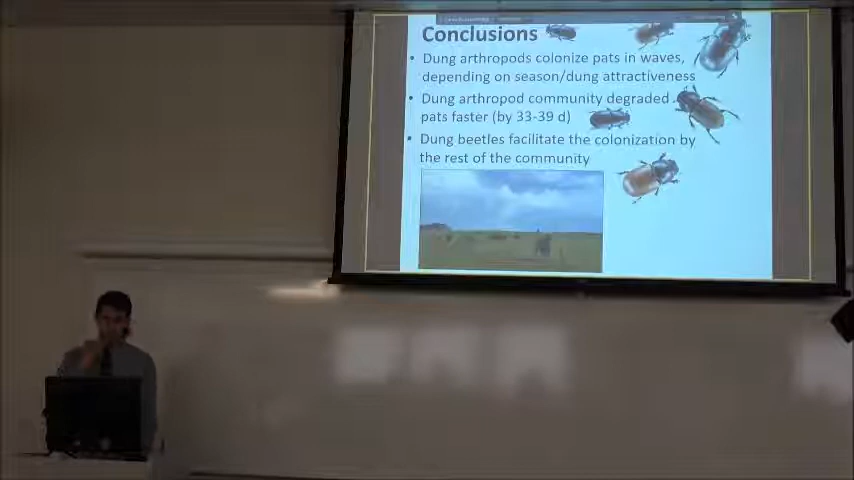 Conclusions
• Dung arthropods colonize pats in waves,
depending on season/dung attractiveness
• Dung arthropod community degraded
pats faster (by 33-39 d)
• Dung beetles facilitate the colonization by
the rest of the community